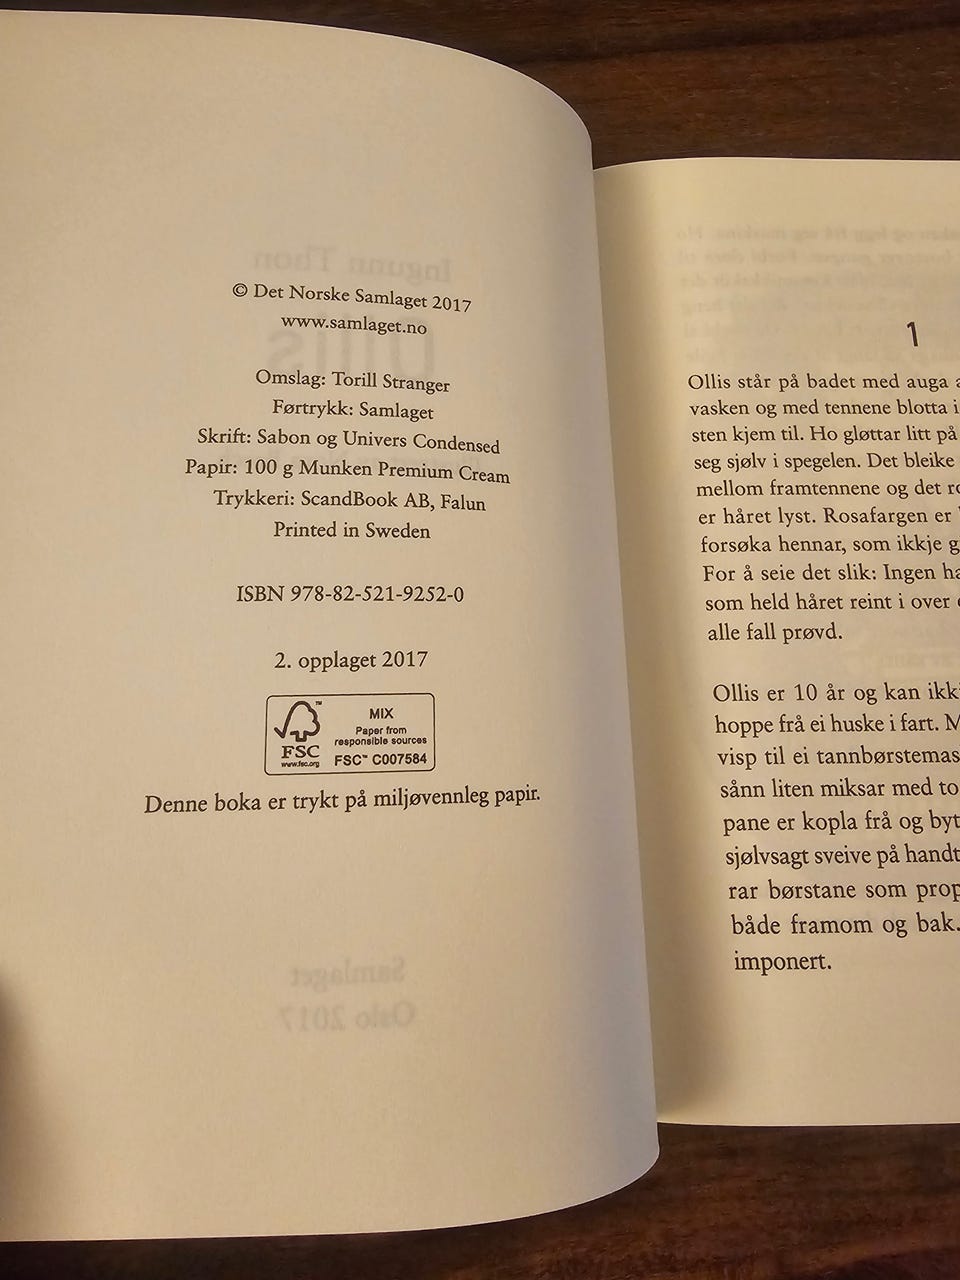 Ingunn Thon
Ollis
© Det Norske Samlaget 2017
www.samlaget.no
Omslag: Torill Stranger
Førtrykk: Samlaget
Skrift: Sabon og Univers Condensed
Papir: 100 g Munken Premium Cream
Trykkeri: ScandBook AB, Falun
Printed in Sweden
ISBN 978-82-521-9252-0
2. opplaget 2017
FSC™
www.fsc.org
MIX
Paper from
responsible sources
FSC™ C007584
Denne boka er trykt på miljøvennleg papir.
Samlaget
Oslo 2017
1
Ollis står på badet med auga
vasken og med tennene blotta i
sten kjem til. Ho gløttar litt på
seg sjølv i spegelen. Det bleike
mellom framtennene og det
er håret lyst. Rosafargen er
forsøka hennar, som ikkje
For å seie det slik: Ingen
som held håret reint i over
alle fall prøvd.
Ollis er 10 år og kan
hoppe frå ei huske i fart.
visp til ei tannbørstemas
sånn liten miksar med
pane er kopla frå og
sjølvsagt sveive på
rar børstane som
både framom og bak.
imponert.